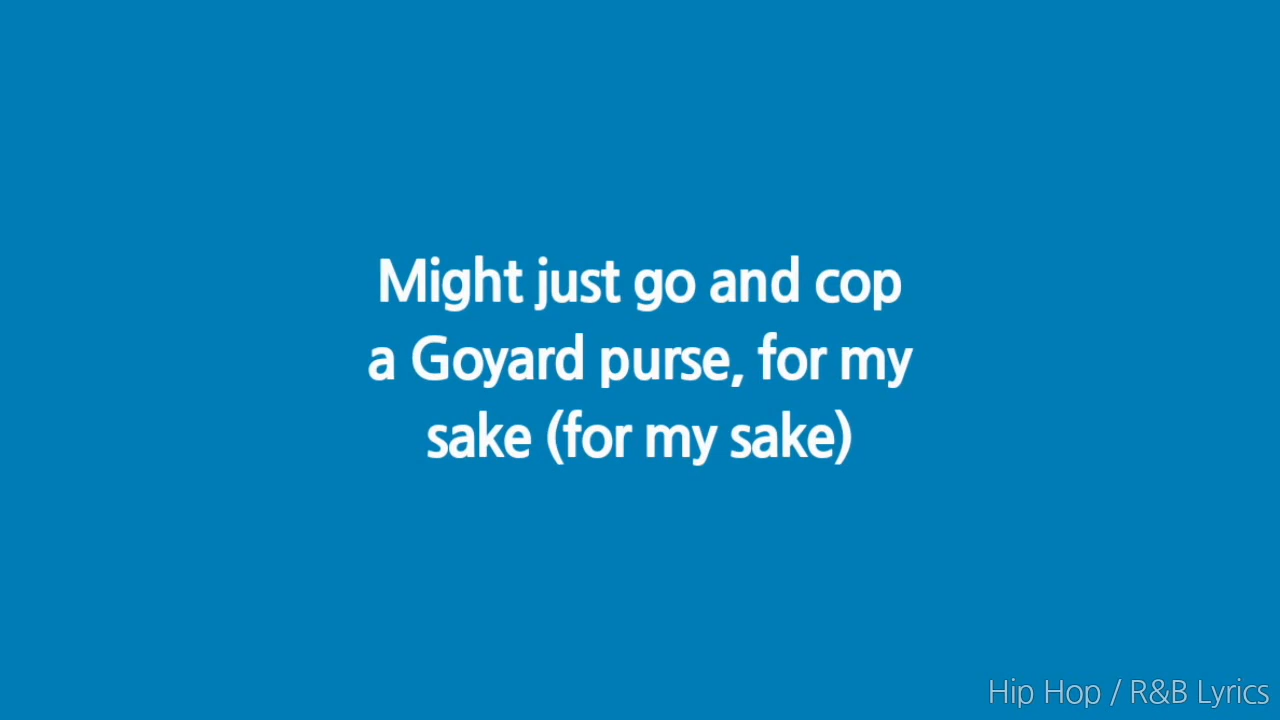 Might just go and cop
a Goyard purse, for my
sake (for my sake)
Hip Hop / R&B Lyrics